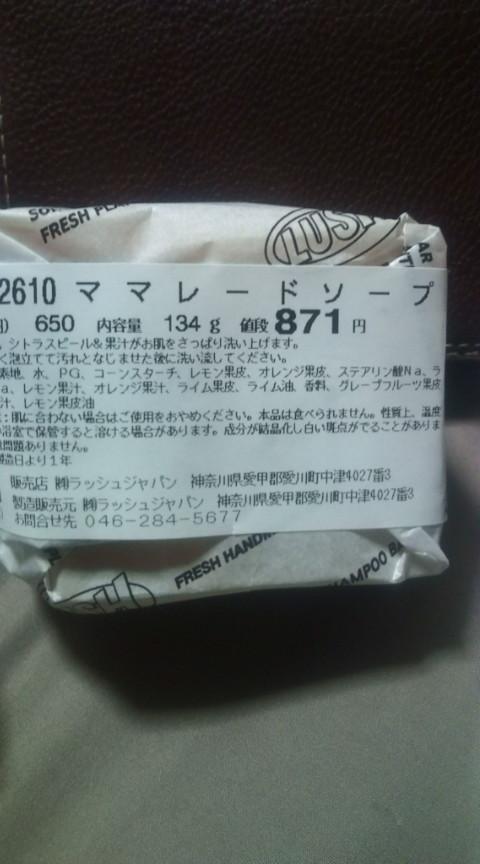 FRESH
LUSH
2610 ママレードソープ
650 内容量 134g 値段 871 円
、シトラスピール&果汁がお肌をさっぱり洗い上げます。
く泡立てて汚れとなじませた後に洗い流してください。
素地、水、PG、コーンスターチ、レモン果皮、オレンジ果皮、ステアリン酸Na、ラ
a、レモン果汁、オレンジ果汁、ライム果皮、ライム油、香料、グレープフルーツ果皮
汁、レモン果皮油
:肌に合わない場合はご使用をおやめください。本品は食べられません。性質上、温度
浴室で保管すると溶ける場合があります。成分が結晶化し白い斑点がでることがありま
問題ありません。
造日より1年
販売店 ㈱ラッシュジャパン 神奈川県愛甲郡愛川町中津4027番3
製造販売元 ㈱ラッシュジャパン 神奈川県愛甲郡愛川町中津4027番3
お問合せ先 046-284-5677
FRESH HANDM
SH
HAMPOO BA